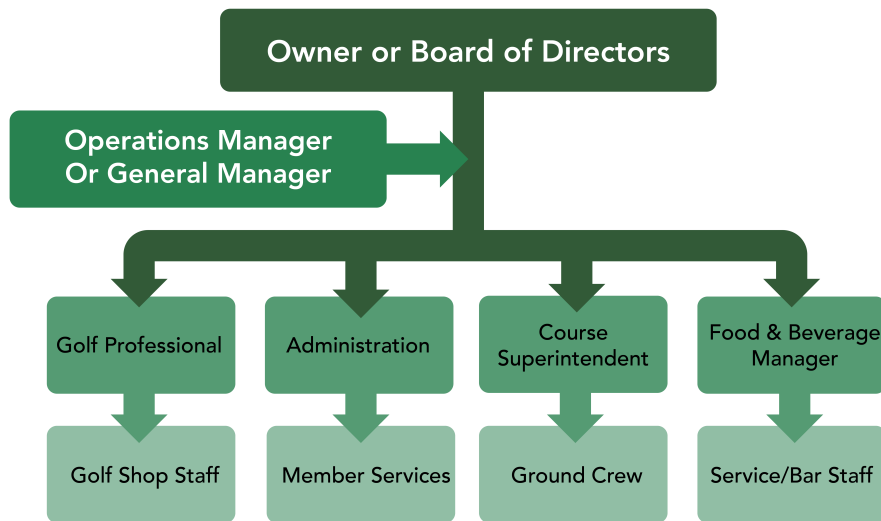 Owner or Board of Directors
Operations Manager
Or General Manager
Golf Professional
Administration
Course
Superintendent
Food & Beverage
Manager
Golf Shop Staff
Member Services
Ground Crew
Service/Bar Staff